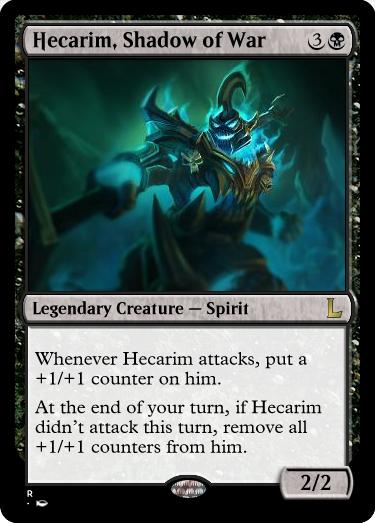 Hecarim, Shadow of War 3
Legendary Creature — Spirit L
Whenever Hecarim attacks, put a
+1/+1 counter on him.
At the end of your turn, if Hecarim
didn't attack this turn, remove all
+1/+1 counters from him.
2/2
R